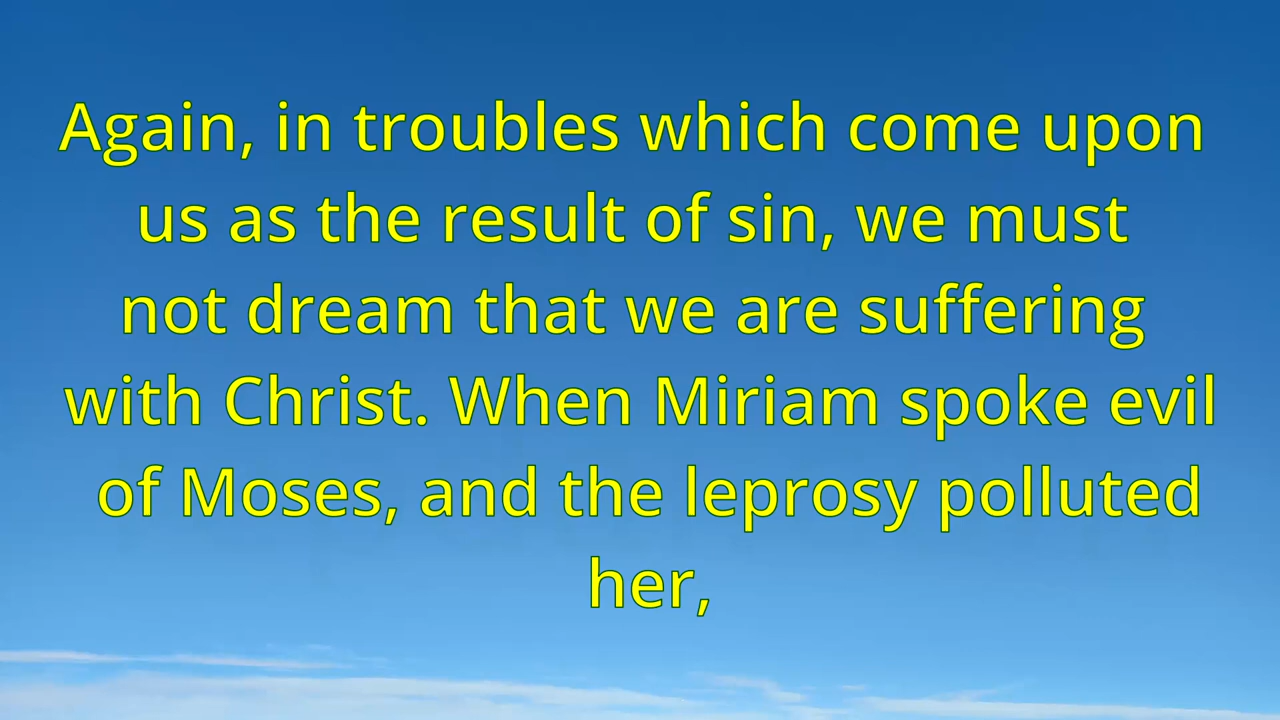 Again, in troubles which come upon
us as the result of sin, we must
not dream that we are suffering
with Christ. When Miriam spoke evil
of Moses, and the leprosy polluted
her,